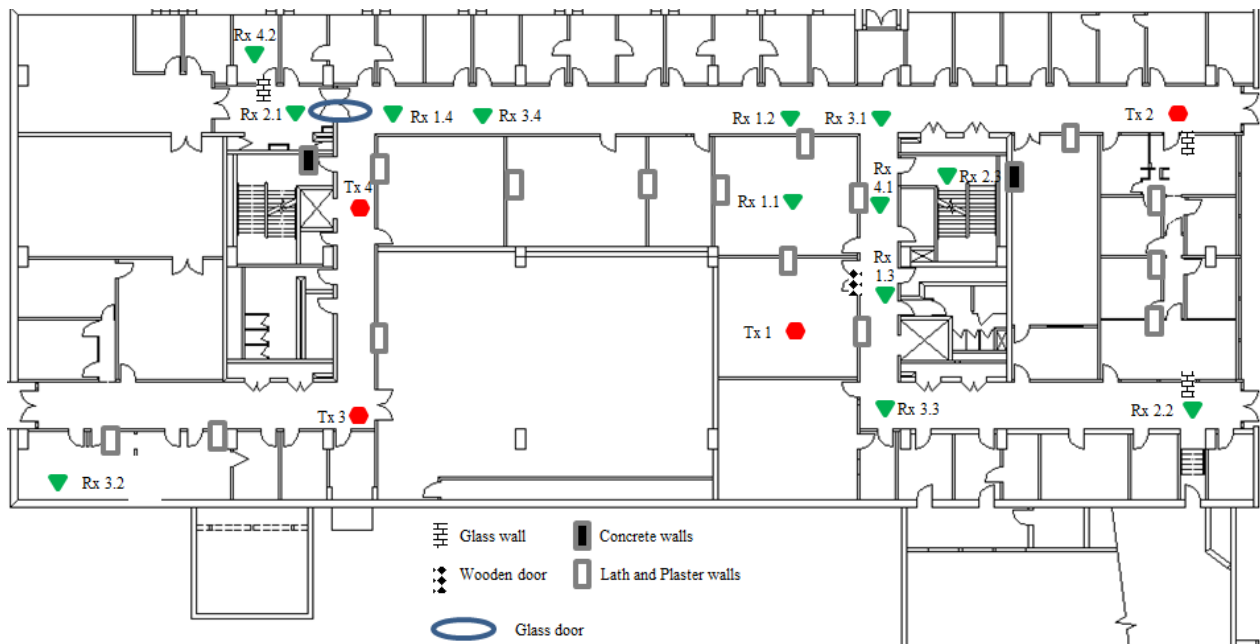 Rx 4.2
Rx 2.1
Rx 1.4
Rx 3.4
Rx 1.2
Rx 3.1
Tx 2
Rx
4.1
Rx 2.3
Tx 4
Rx 1.1
Rx
1.3
Tx 1
Tx 3
Rx 3.3
Rx 2.2
Rx 3.2
Glass wall
Concrete walls
Wooden door
Lath and Plaster walls
Glass door